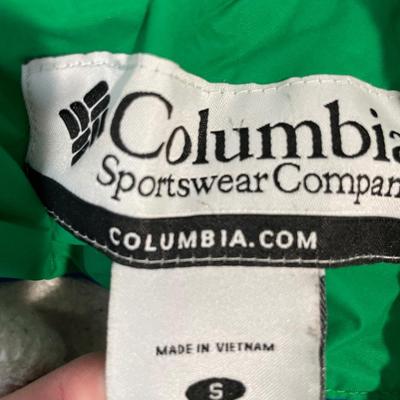 Columbia
Sportswear Compan
COLUMBIA.COM
MADE IN VIETNAM
S